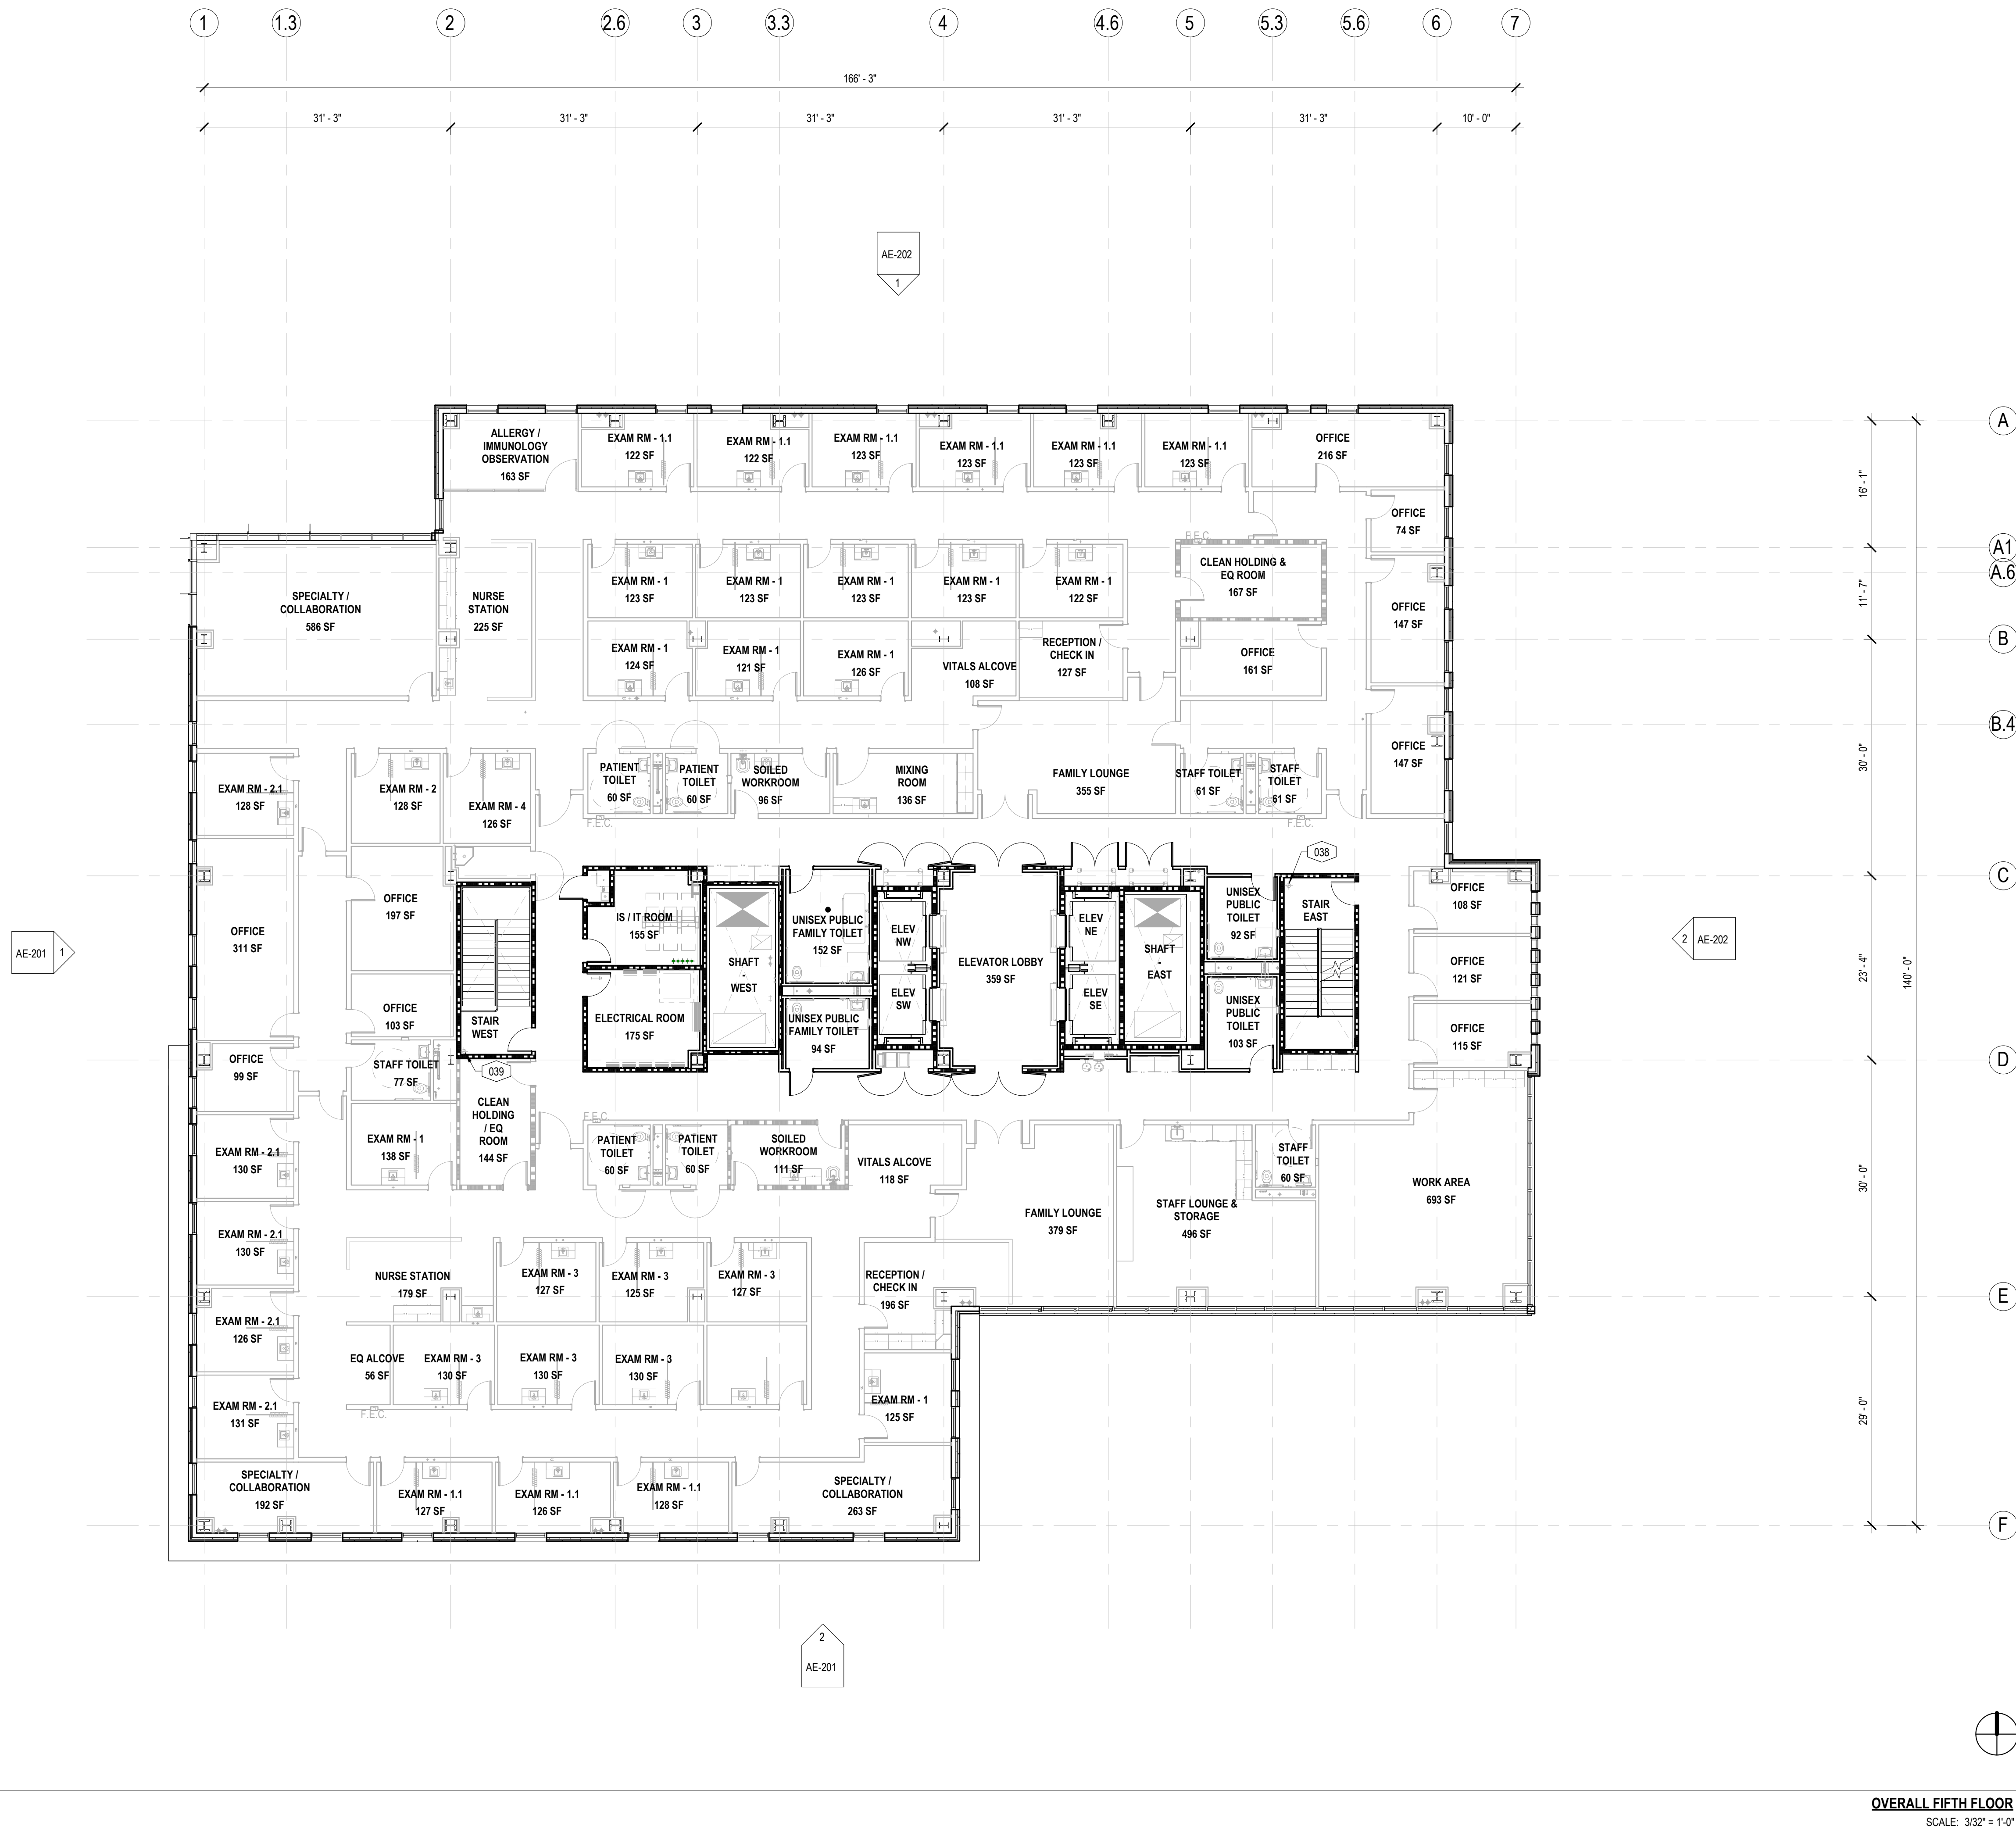 1
1.3
2
2.6
3
3.3
4
4.6
5
5.3
5.6
6
7
166' - 3"
31' - 3"
31' - 3"
31' - 3"
31' - 3"
31' - 3"
10' - 0"
AE-202
1
A
A1
A.6
B
B.4
C
D
E
F
16' - 1"
11' - 7"
30' - 0"
23' - 4"
30' - 0"
29' - 0"
140' - 0"
ALLERGY /
IMMUNOLOGY
OBSERVATION
163 SF
EXAM RM - 1.1
122 SF
EXAM RM - 1.1
122 SF
EXAM RM - 1.1
123 SF
EXAM RM - 1.1
123 SF
EXAM RM - 1.1
123 SF
EXAM RM - 1.1
123 SF
OFFICE
216 SF
OFFICE
74 SF
F.E.C.
SPECIALTY /
COLLABORATION
586 SF
NURSE
STATION
225 SF
EXAM RM - 1
123 SF
EXAM RM - 1
123 SF
EXAM RM - 1
123 SF
EXAM RM - 1
123 SF
EXAM RM - 1
122 SF
CLEAN HOLDING &
EQ ROOM
167 SF
OFFICE
147 SF
EXAM RM - 1
124 SF
EXAM RM - 1
121 SF
EXAM RM - 1
126 SF
VITALS ALCOVE
108 SF
RECEPTION /
CHECK IN
127 SF
OFFICE
161 SF
OFFICE
147 SF
EXAM RM - 2.1
128 SF
EXAM RM - 2
128 SF
EXAM RM - 4
126 SF
PATIENT
TOILET
60 SF
PATIENT
TOILET
60 SF
SOILED
WORKROOM
96 SF
MIXING
ROOM
136 SF
FAMILY LOUNGE
355 SF
STAFF TOILET
61 SF
STAFF
TOILET
61 SF
F.E.C.
F.E.C.
038
OFFICE
311 SF
OFFICE
197 SF
OFFICE
103 SF
STAIR
WEST
IS / IT ROOM
155 SF
ELECTRICAL ROOM
175 SF
SHAFT
-
WEST
UNISEX PUBLIC
FAMILY TOILET
152 SF
UNISEX PUBLIC
FAMILY TOILET
94 SF
ELEV
NW
ELEV
SW
ELEVATOR LOBBY
359 SF
ELEV
NE
ELEV
SE
SHAFT
-
EAST
UNISEX
PUBLIC
TOILET
92 SF
UNISEX
PUBLIC
TOILET
103 SF
STAIR
EAST
OFFICE
108 SF
OFFICE
121 SF
OFFICE
115 SF
AE-201
1
2
AE-202
OFFICE
99 SF
STAFF TOILET
77 SF
039
CLEAN
HOLDING
/ EQ
ROOM
144 SF
EXAM RM - 1
138 SF
EXAM RM - 2.1
130 SF
F.E.C.
PATIENT
TOILET
60 SF
PATIENT
TOILET
60 SF
SOILED
WORKROOM
111 SF
VITALS ALCOVE
118 SF
FAMILY LOUNGE
379 SF
STAFF LOUNGE &
STORAGE
496 SF
STAFF
TOILET
60 SF
WORK AREA
693 SF
EXAM RM - 2.1
130 SF
NURSE STATION
179 SF
EXAM RM - 3
127 SF
EXAM RM - 3
125 SF
EXAM RM - 3
127 SF
RECEPTION /
CHECK IN
196 SF
EXAM RM - 2.1
126 SF
EQ ALCOVE
56 SF
EXAM RM - 3
130 SF
EXAM RM - 3
130 SF
EXAM RM - 3
130 SF
EXAM RM - 1
125 SF
EXAM RM - 2.1
131 SF
F.E.C.
SPECIALTY /
COLLABORATION
192 SF
EXAM RM - 1.1
127 SF
EXAM RM - 1.1
126 SF
EXAM RM - 1.1
128 SF
SPECIALTY /
COLLABORATION
263 SF
2
AE-201
OVERALL FIFTH FLOOR
SCALE: 3/32" = 1'-0"